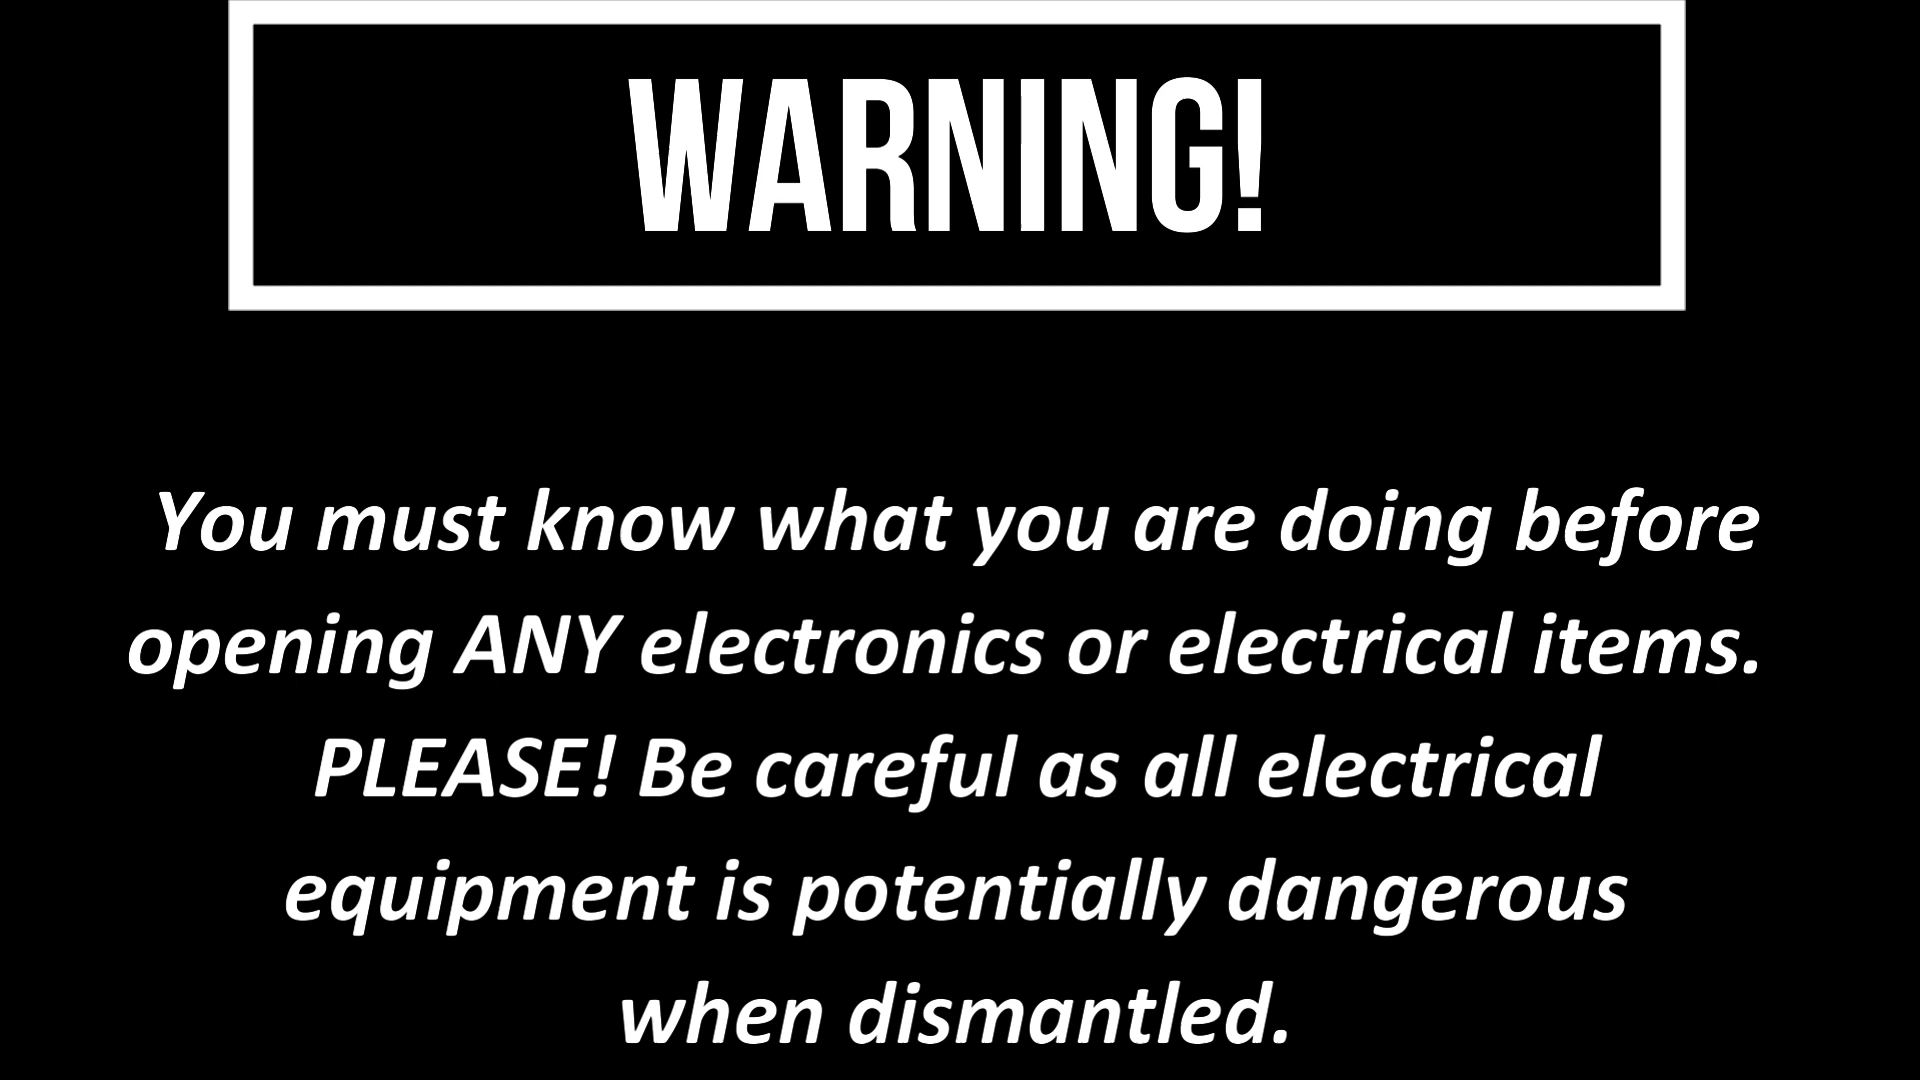 WARNING!
You must know what you are doing before
opening ANY electronics or electrical items.
PLEASE! Be careful as all electrical
equipment is potentially dangerous
when dismantled.